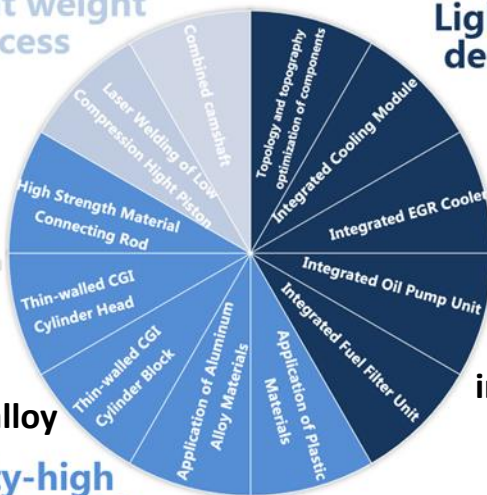 t weight
cess
Lig
de
Combined camshaft
Topology and topography
optimization of components
Laser Welding of Low
Compression Hight Piston
Integrated Cooling Module
High Strength Material
Connecting Rod
Integrated EGR Cooler
Thin-walled CGI
Cylinder Head
Integrated Oil Pump Unit
Thin-walled CGI
Cylinder Block
Integrated Fuel Filter Unit
Application of Aluminum
Alloy Materials
Application of Plastic
Materials
alloy
in
ty-high